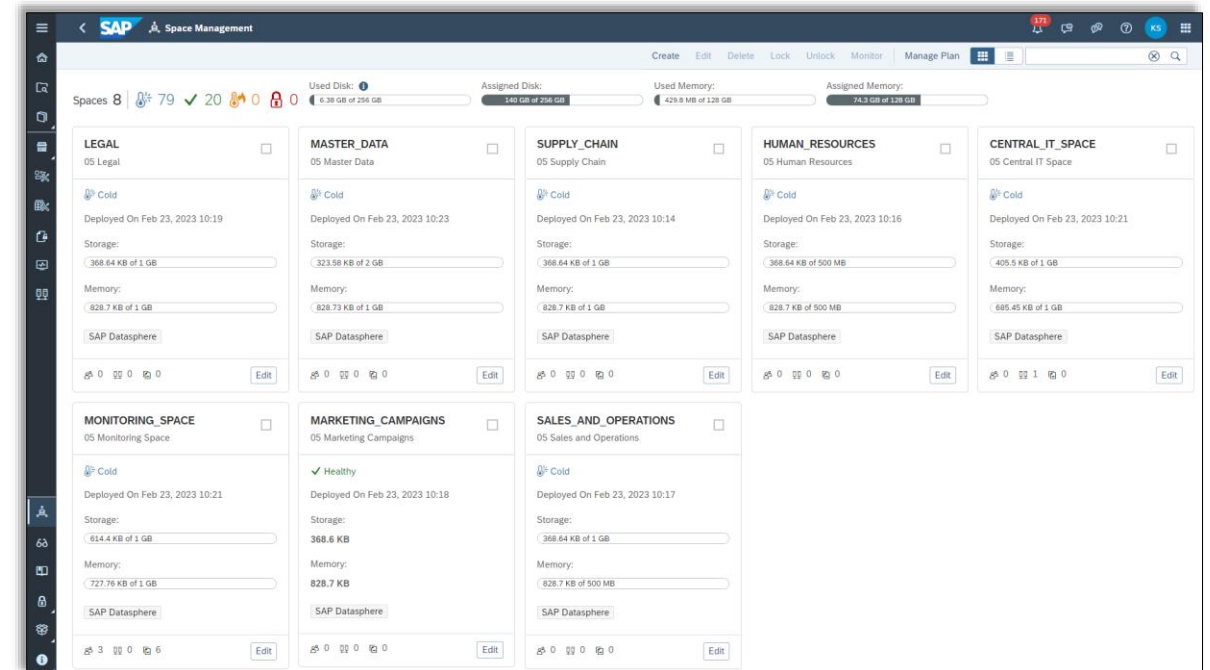 SAP Space Management 171 KS
Create Edit Delete Lock Unlock Monitor Manage Plan
Spaces 8 79 20 0 0
Used Disk: 6.38 GB of 256 GB
Assigned Disk: 140 GB of 256 GB
Used Memory: 429.8 MB of 128 GB
Assigned Memory: 74.3 GB of 128 GB
LEGAL
05 Legal
Cold
Deployed On Feb 23, 2023 10:19
Storage:
368.64 KB of 1 GB
Memory:
828.7 KB of 1 GB
SAP Datasphere
0 0 0 Edit
MASTER_DATA
05 Master Data
Cold
Deployed On Feb 23, 2023 10:23
Storage:
323.58 KB of 2 GB
Memory:
828.73 KB of 1 GB
SAP Datasphere
0 0 0 Edit
SUPPLY_CHAIN
05 Supply Chain
Cold
Deployed On Feb 23, 2023 10:14
Storage:
368.64 KB of 1 GB
Memory:
828.7 KB of 1 GB
SAP Datasphere
0 0 0 Edit
HUMAN_RESOURCES
05 Human Resources
Cold
Deployed On Feb 23, 2023 10:16
Storage:
368.64 KB of 500 MB
Memory:
828.7 KB of 500 MB
SAP Datasphere
0 0 0 Edit
CENTRAL_IT_SPACE
05 Central IT Space
Cold
Deployed On Feb 23, 2023 10:21
Storage:
405.5 KB of 1 GB
Memory:
685.45 KB of 1 GB
SAP Datasphere
0 1 0 Edit
MONITORING_SPACE
05 Monitoring Space
Cold
Deployed On Feb 23, 2023 10:21
Storage:
614.4 KB of 1 GB
Memory:
727.76 KB of 1 GB
SAP Datasphere
3 0 6 Edit
MARKETING_CAMPAIGNS
05 Marketing Campaigns
Healthy
Deployed On Feb 23, 2023 10:18
Storage:
368.6 KB
Memory:
828.7 KB
SAP Datasphere
0 0 0 Edit
SALES_AND_OPERATIONS
05 Sales and Operations
Cold
Deployed On Feb 23, 2023 10:17
Storage:
368.64 KB of 1 GB
Memory:
828.7 KB of 500 MB
SAP Datasphere
0 0 0 Edit